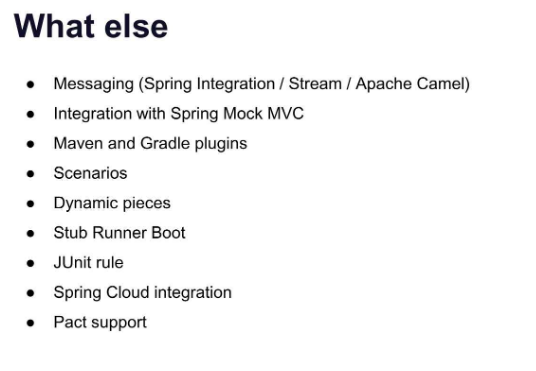 What else
● Messaging (Spring Integration / Stream / Apache Camel)
● Integration with Spring Mock MVC
● Maven and Gradle plugins
● Scenarios
● Dynamic pieces
● Stub Runner Boot
● JUnit rule
● Spring Cloud integration
● Pact support